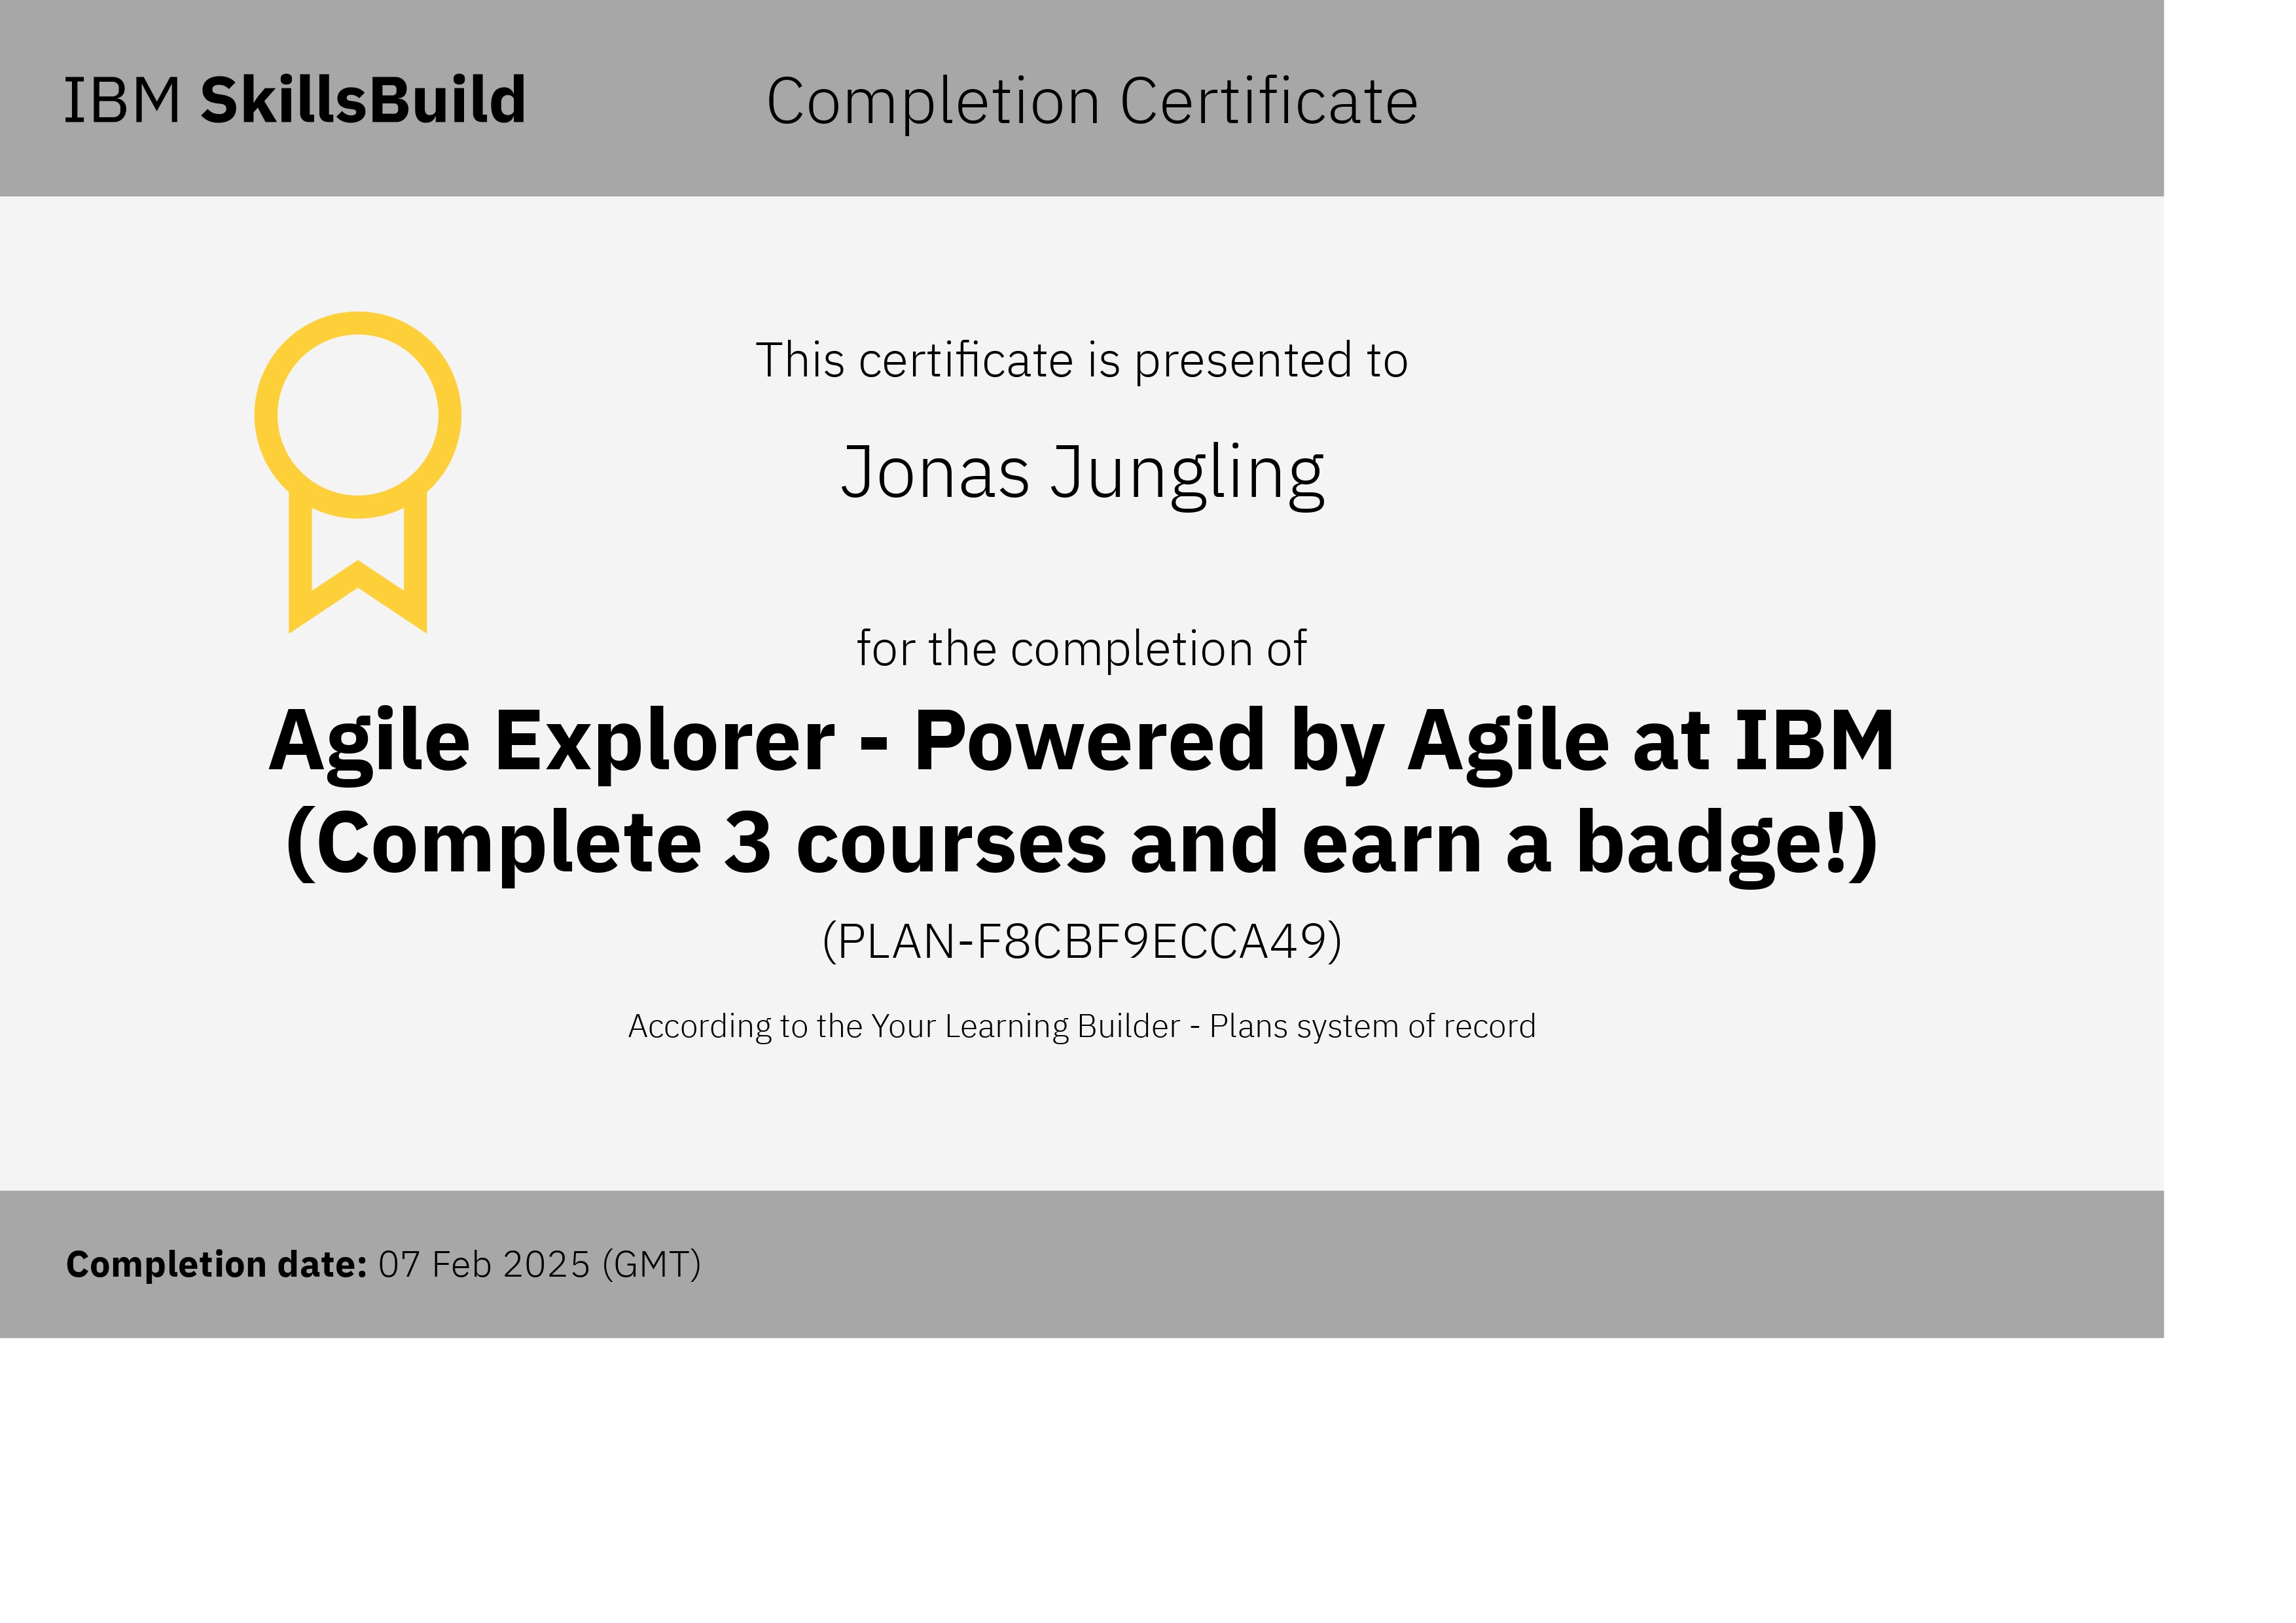 IBM SkillsBuild
Completion Certificate
This certificate is presented to
Jonas Jungling
for the completion of
Agile Explorer - Powered by Agile at IBM
(Complete 3 courses and earn a badge!)
(PLAN-F8CBF9ECCA49)
According to the Your Learning Builder - Plans system of record
Completion date: 07 Feb 2025 (GMT)